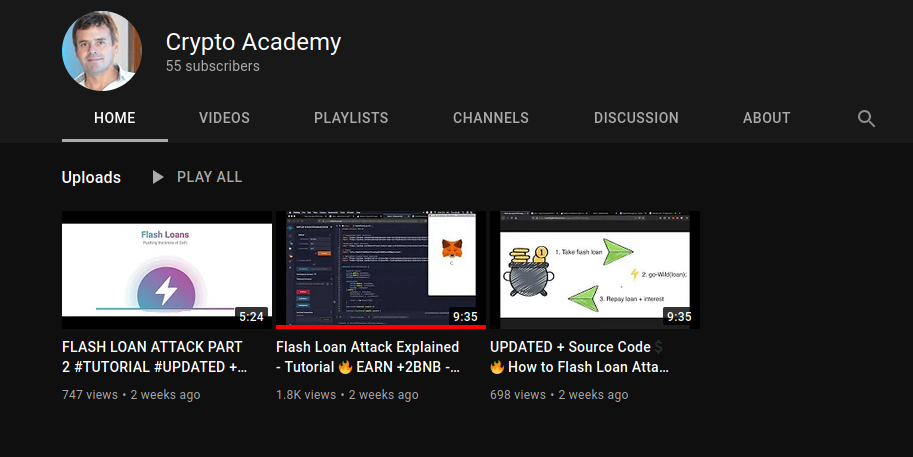 Crypto Academy
55 subscribers
HOME VIDEOS PLAYLISTS CHANNELS DISCUSSION ABOUT
Uploads PLAY ALL
Flash Loans
Pushing the limits of DeFi
5:24
9:35
1. Take flash loan
2. go-Wild(loan);
3. Repay loan + interest
9:35
FLASH LOAN ATTACK PART
2 #TUTORIAL #UPDATED +...
747 views • 2 weeks ago
Flash Loan Attack Explained
- Tutorial 🔥 EARN +2BNB -...
1.8K views • 2 weeks ago
UPDATED + Source Code 💲
🔥 How to Flash Loan Atta...
698 views • 2 weeks ago